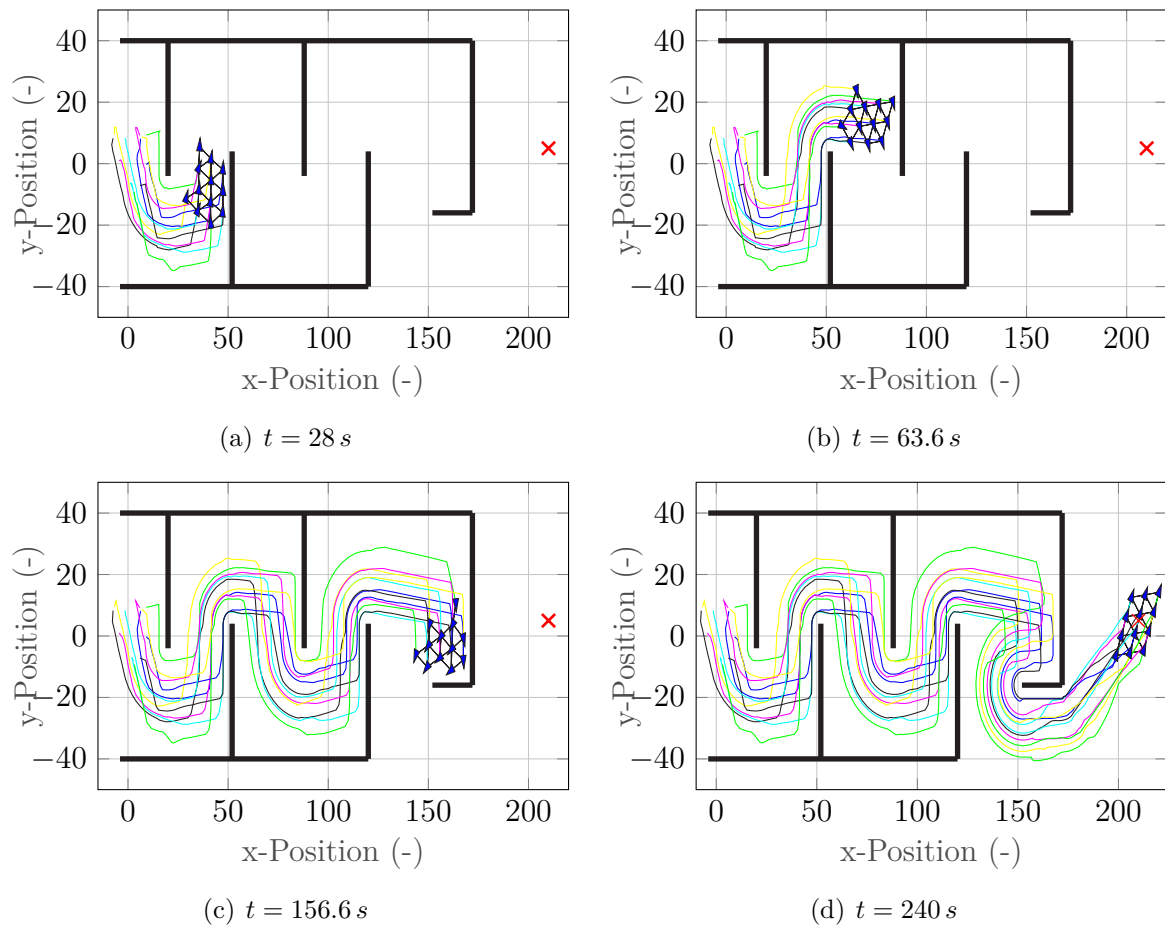 40
20
0
−20
−40
y-Position (-)
0 50 100 150 200
x-Position (-)
(a) t = 28 s
40
20
0
−20
−40
y-Position (-)
0 50 100 150 200
x-Position (-)
(b) t = 63.6 s
40
20
0
−20
−40
y-Position (-)
0 50 100 150 200
x-Position (-)
(c) t = 156.6 s
40
20
0
−20
−40
y-Position (-)
0 50 100 150 200
x-Position (-)
(d) t = 240 s